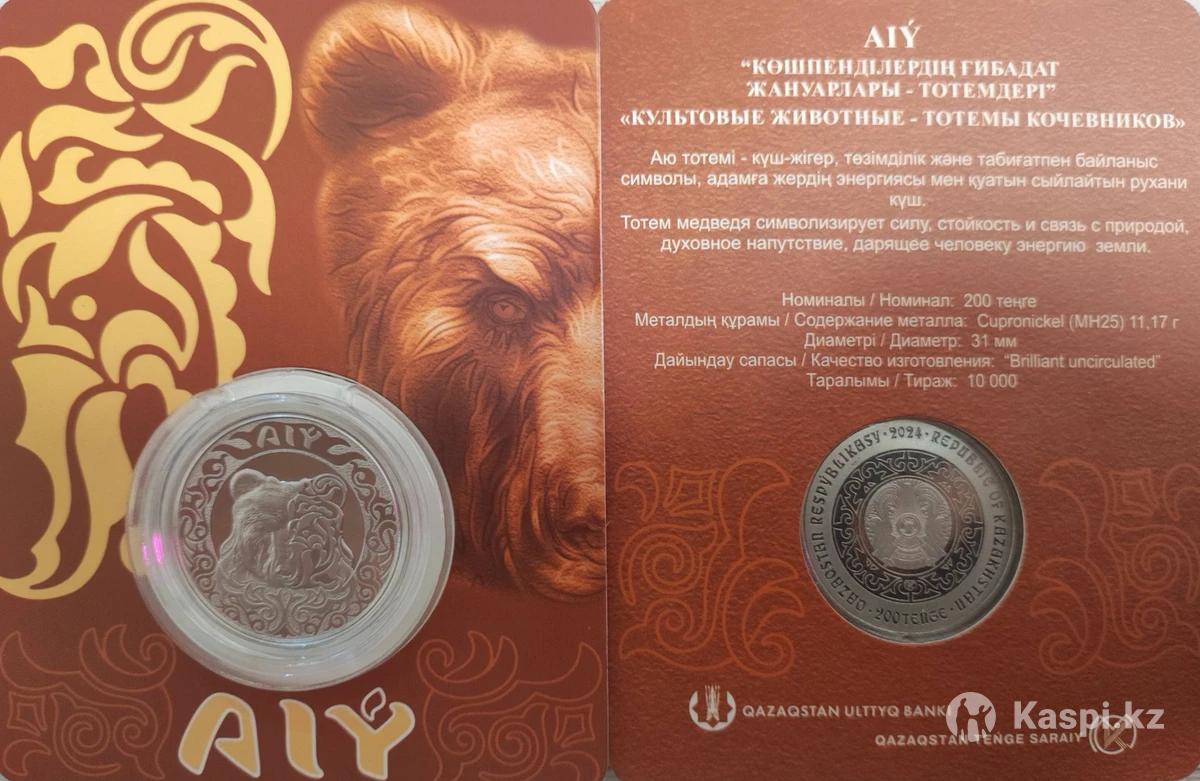 AIÝ
AIÝ
AIÝ
“КӨШПЕНДІЛЕРДІҢ ҒИБАДАТ
ЖАНУАРЛАРЫ - ТОТЕМДЕРІ”
«КУЛЬТОВЫЕ ЖИВОТНЫЕ - ТОТЕМЫ КОЧЕВНИКОВ»
Аю тотемі - күш-жігер, төзімділік және табиғатпен байланыс
символы, адамға жердің энергиясы мен қуатын сыйлайтын рухани
күш.
Тотем медведя символизирует силу, стойкость и связь с природой,
духовное напутствие, дарящее человеку энергию земли.
Номиналы / Номинал: 200 теңге
Металдың құрамы / Содержание металла: Cupronickel (МН25) 11,17 г
Диаметрі / Диаметр: 31 мм
Дайындау сапасы / Качество изготовления: “Brilliant uncirculated”
Таралымы / Тираж: 10 000
QAZAQSTAN RESPÝBLIKASY · 2024 · REPUBLIC OF KAZAKHSTAN
· 200 TEŃGE ·
QAZAQSTAN ULTTYQ BANKI
QAZAQSTAN TEŃGE SARAIY
Kaspi.kz